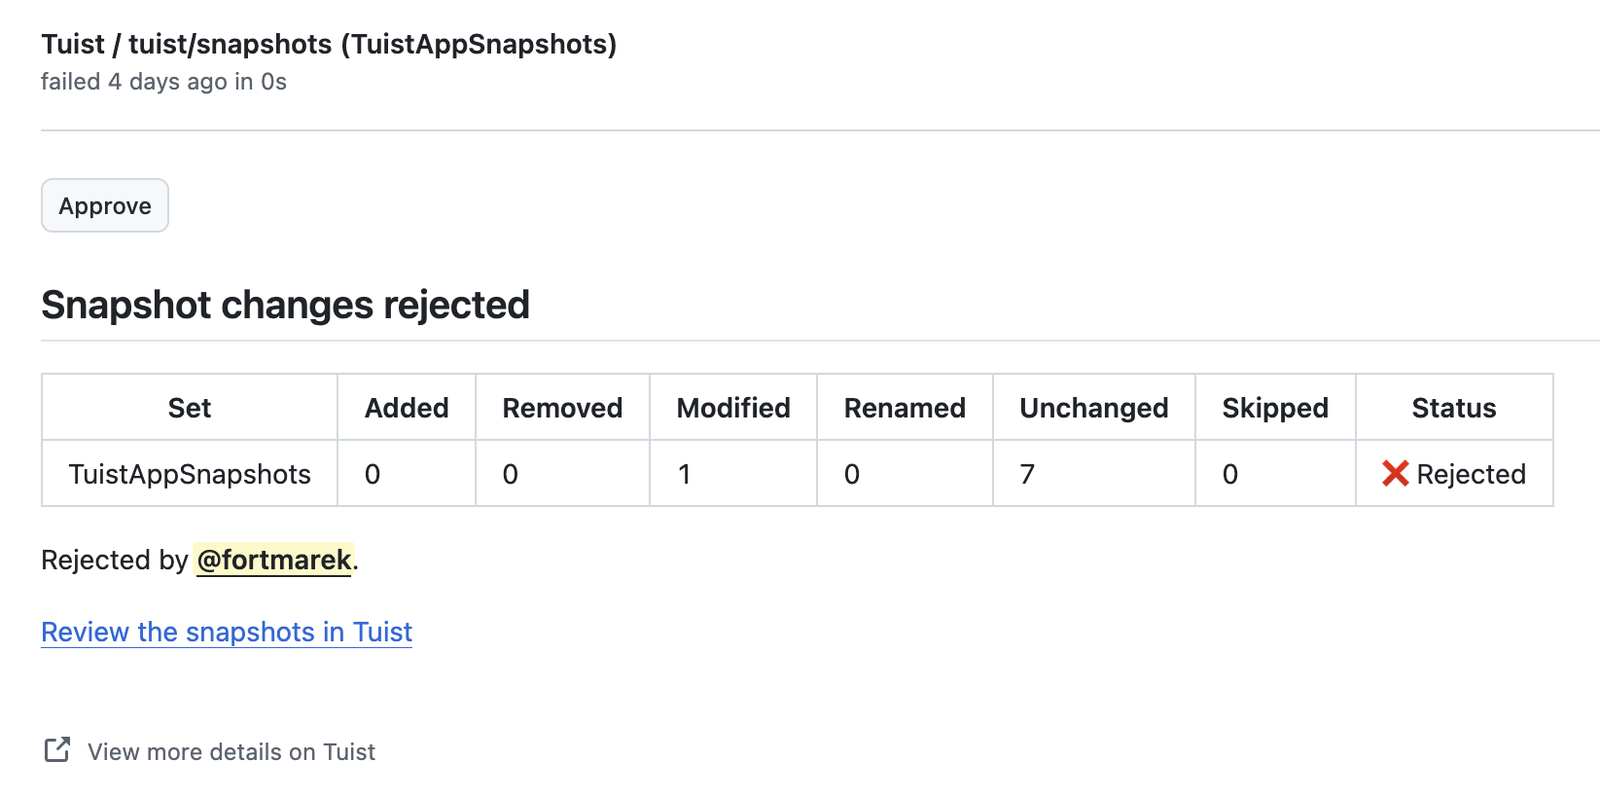 Tuist / tuist/snapshots (TuistAppSnapshots)
failed 4 days ago in 0s
Approve
Snapshot changes rejected
Set Added Removed Modified Renamed Unchanged Skipped Status
TuistAppSnapshots 0 0 1 0 7 0 ❌ Rejected
Rejected by @fortmarek.
Review the snapshots in Tuist
View more details on Tuist